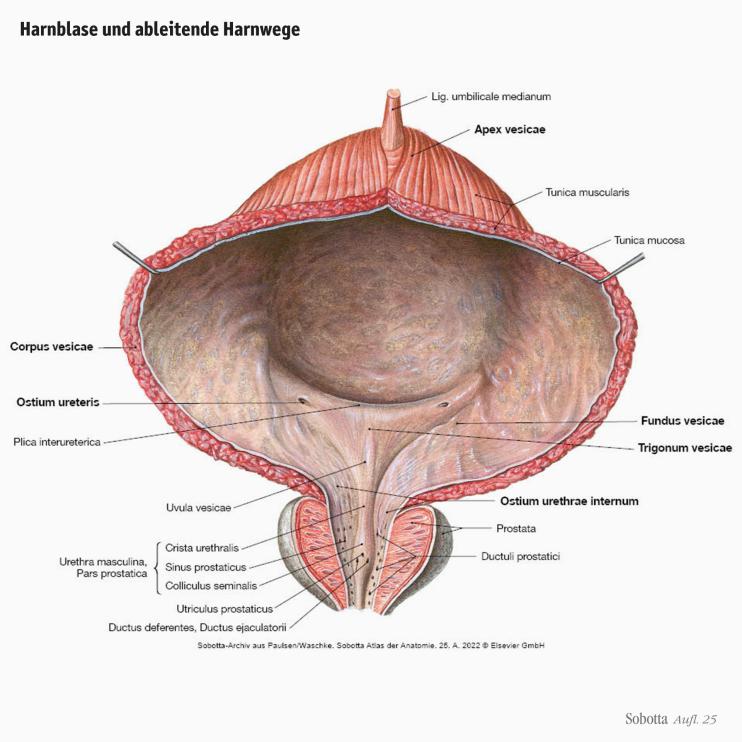 Harnblase und ableitende Harnwege
Lig. umbilicale medianum
Apex vesicae
Tunica muscularis
Tunica mucosa
Corpus vesicae
Ostium ureteris
Fundus vesicae
Plica interureterica
Trigonum vesicae
Ostium urethrae internum
Uvula vesicae
Prostata
Crista urethralis
Urethra masculina,
Pars prostatica
Sinus prostaticus
Ductuli prostatici
Colliculus seminalis
Utriculus prostaticus
Ductus deferentes, Ductus ejaculatorii
Sobotta-Archiv aus Paulsen/Waschke, Sobotta Atlas der Anatomie, 25. A. 2022 © Elsevier GmbH
Sobotta Aufl. 25